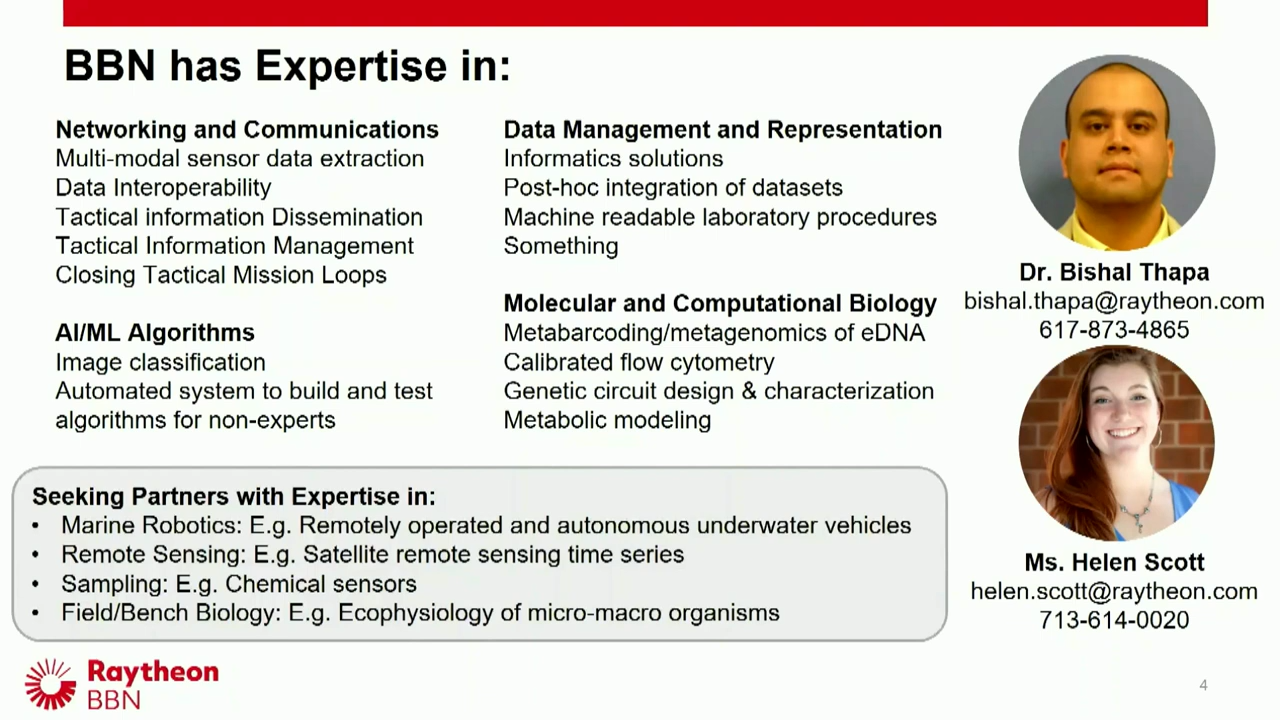 BBN has Expertise in:
Networking and Communications
Multi-modal sensor data extraction
Data Interoperability
Tactical information Dissemination
Tactical Information Management
Closing Tactical Mission Loops
AI/ML Algorithms
Image classification
Automated system to build and test
algorithms for non-experts
Data Management and Representation
Informatics solutions
Post-hoc integration of datasets
Machine readable laboratory procedures
Something
Molecular and Computational Biology
Metabarcoding/metagenomics of eDNA
Calibrated flow cytometry
Genetic circuit design & characterization
Metabolic modeling
Dr. Bishal Thapa
bishal.thapa@raytheon.com
617-873-4865
Ms. Helen Scott
helen.scott@raytheon.com
713-614-0020
Seeking Partners with Expertise in:
• Marine Robotics: E.g. Remotely operated and autonomous underwater vehicles
• Remote Sensing: E.g. Satellite remote sensing time series
• Sampling: E.g. Chemical sensors
• Field/Bench Biology: E.g. Ecophysiology of micro-macro organisms
Raytheon
BBN
4